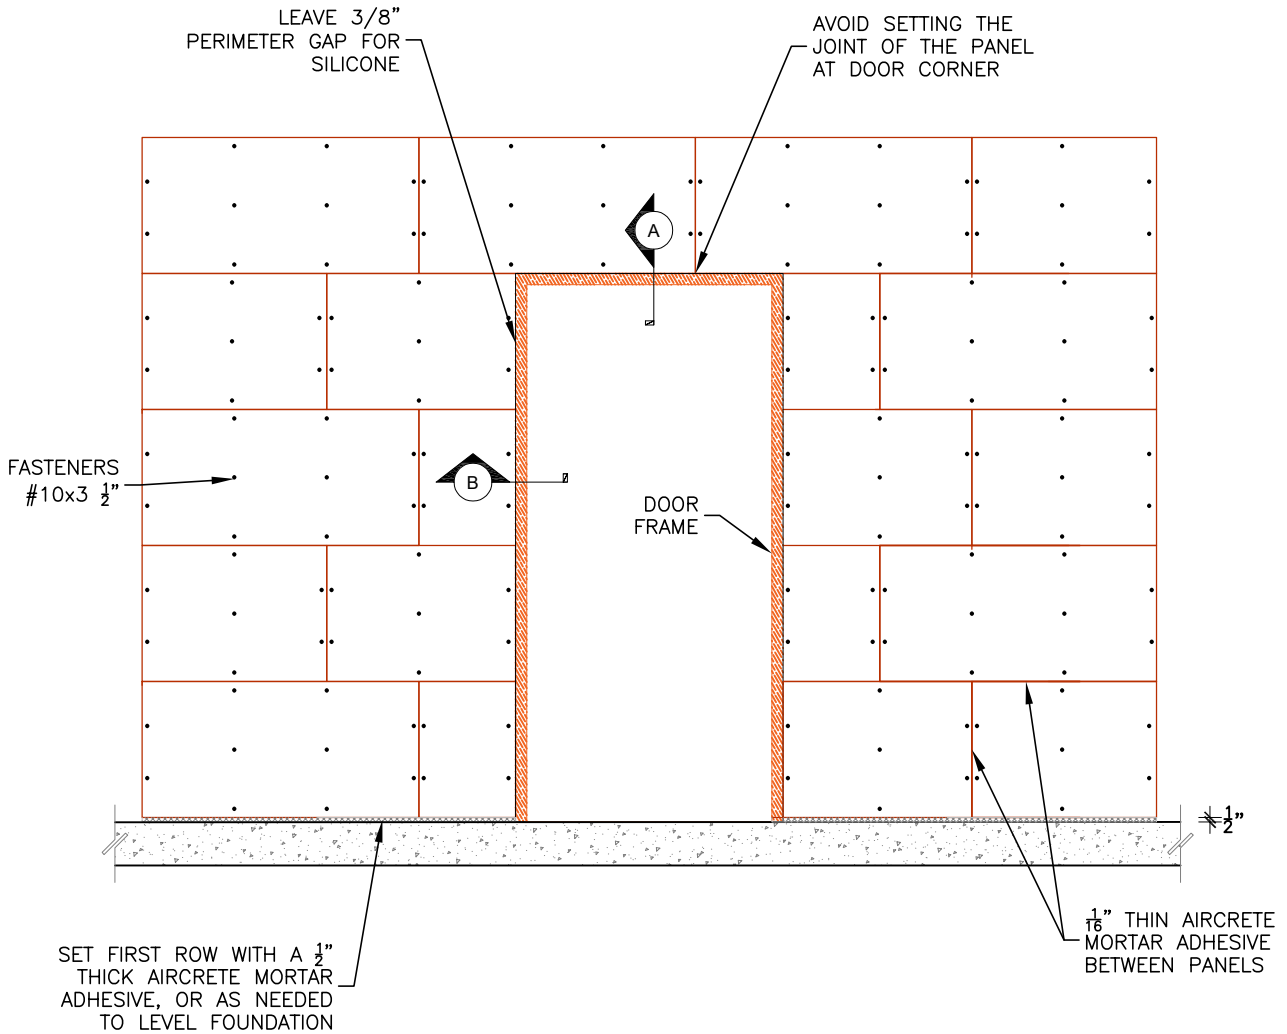 LEAVE 3/8"
PERIMETER GAP FOR
SILICONE
AVOID SETTING THE
JOINT OF THE PANEL
AT DOOR CORNER
A
FASTENERS
#10x3 1/2"
B
DOOR
FRAME
1/2"
SET FIRST ROW WITH A 1/2"
THICK AIRCRETE MORTAR
ADHESIVE, OR AS NEEDED
TO LEVEL FOUNDATION
1/16" THIN AIRCRETE
MORTAR ADHESIVE
BETWEEN PANELS